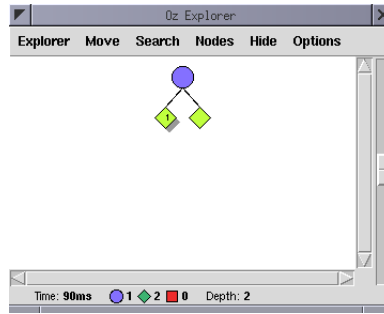 Oz Explorer
Explorer Move Search Nodes Hide Options
1
Time: 90ms 1 2 0 Depth: 2